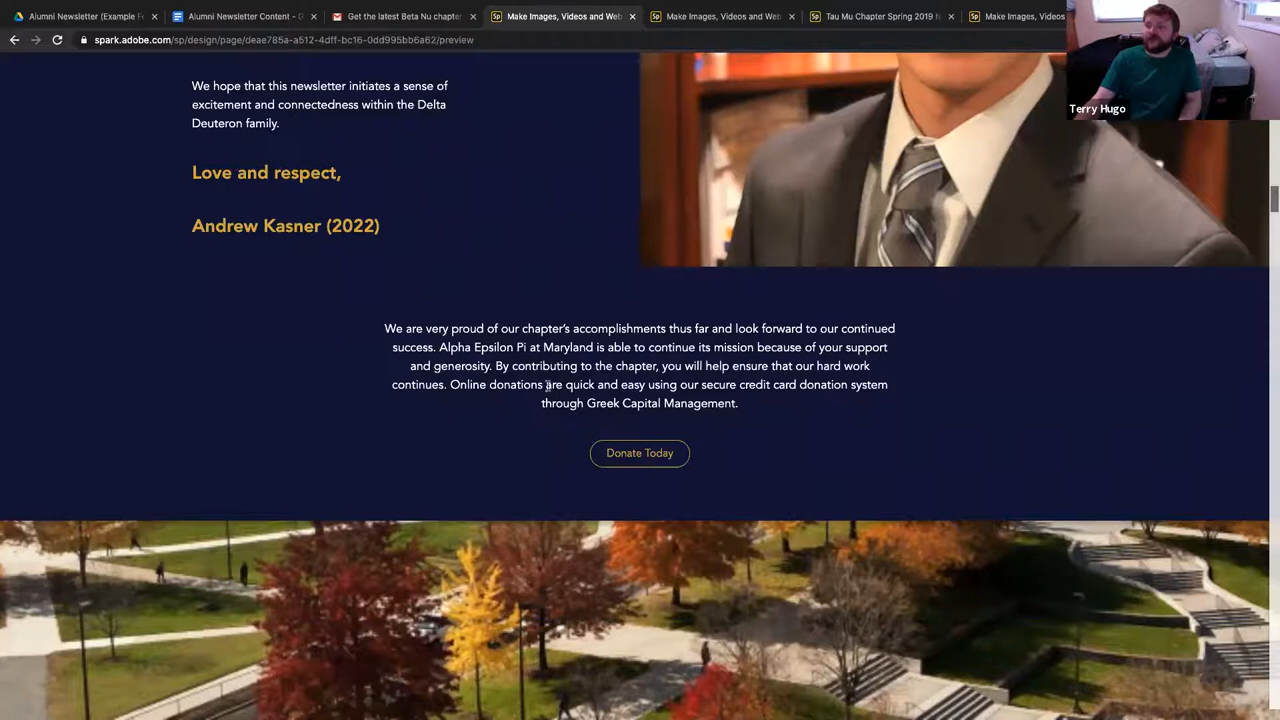 Alumni Newsletter (Example F
Alumni Newsletter Content - G
Get the latest Beta Nu chapter
Make Images, Videos and Web
Make Images, Videos and Web
Tau Mu Chapter Spring 2019 N
Make Images, Videos
spark.adobe.com/sp/design/page/deae785a-a512-4dff-bc16-0dd995bb6a62/preview
Terry Hugo
We hope that this newsletter initiates a sense of
excitement and connectedness within the Delta
Deuteron family.
Love and respect,
Andrew Kasner (2022)
We are very proud of our chapter's accomplishments thus far and look forward to our continued
success. Alpha Epsilon Pi at Maryland is able to continue its mission because of your support
and generosity. By contributing to the chapter, you will help ensure that our hard work
continues. Online donations are quick and easy using our secure credit card donation system
through Greek Capital Management.
Donate Today